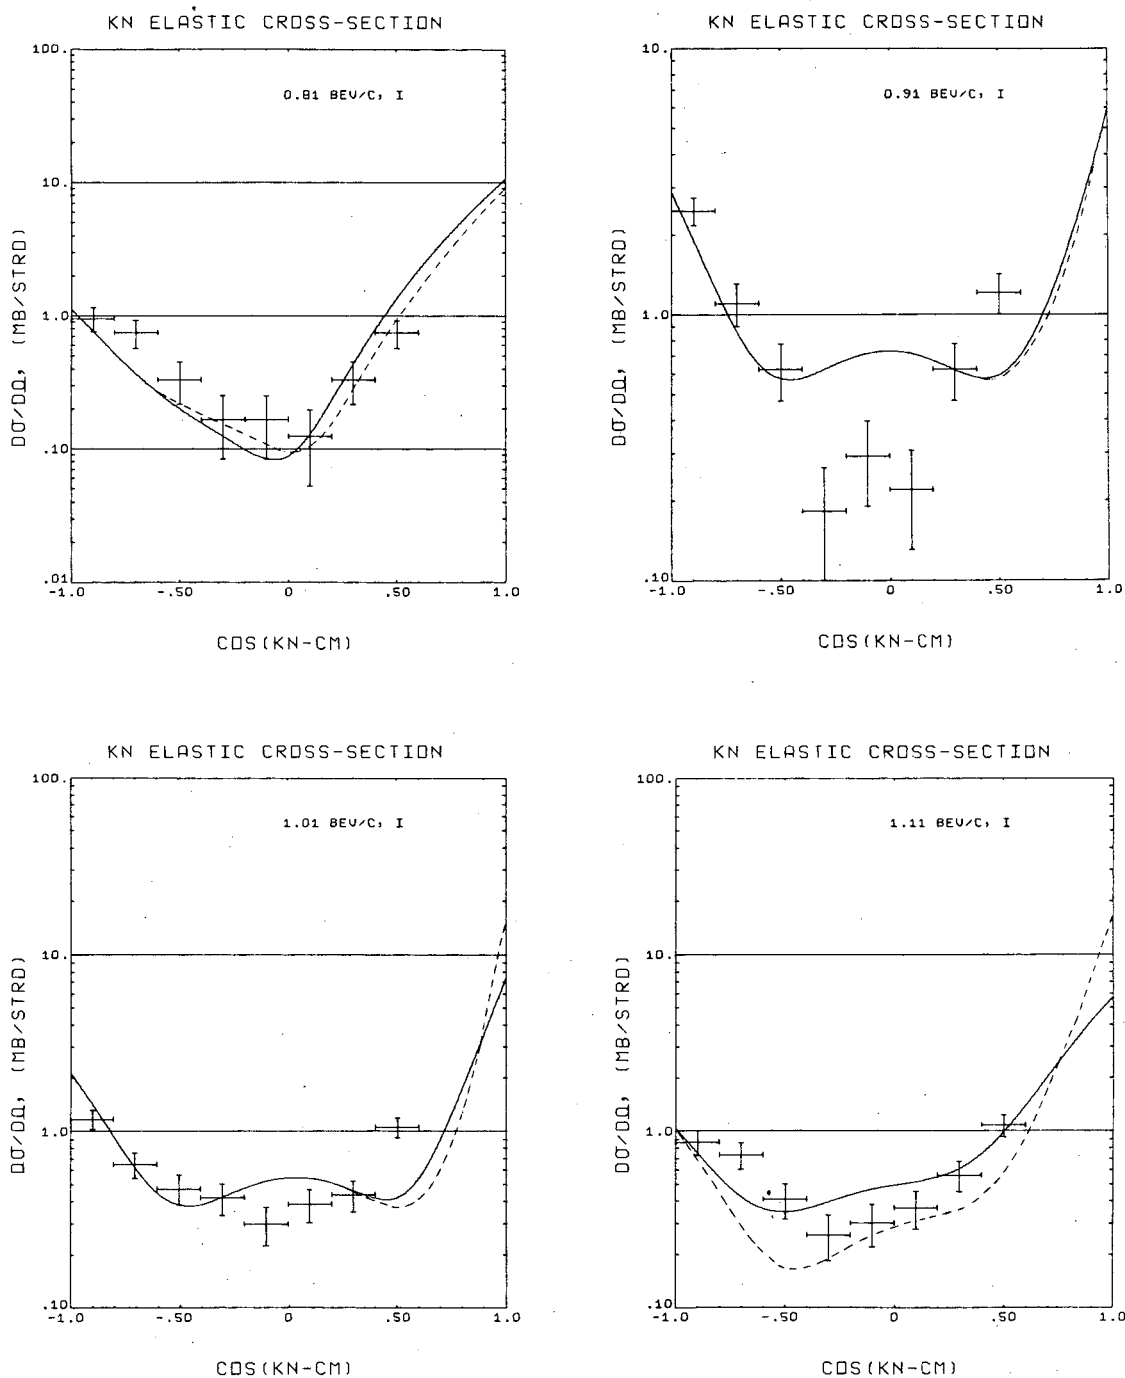 KN ELASTIC CROSS-SECTION
0.81 BEV/C, I
100.
10.
1.0
0.10
.01
-1.0 -.50 0 .50 1.0
Dσ/DΩ, (MB/STRD)
COS(KN-CM)
KN ELASTIC CROSS-SECTION
0.91 BEV/C, I
10.
1.0
.10
-1.0 -.50 0 .50 1.0
Dσ/DΩ, (MB/STRD)
COS(KN-CM)
KN ELASTIC CROSS-SECTION
1.01 BEV/C, I
100.
10.
1.0
.10
-1.0 -.50 0 .50 1.0
Dσ/DΩ, (MB/STRD)
COS(KN-CM)
KN ELASTIC CROSS-SECTION
1.11 BEV/C, I
100.
10.
1.0
.10
-1.0 -.50 0 .50 1.0
Dσ/DΩ, (MB/STRD)
COS(KN-CM)